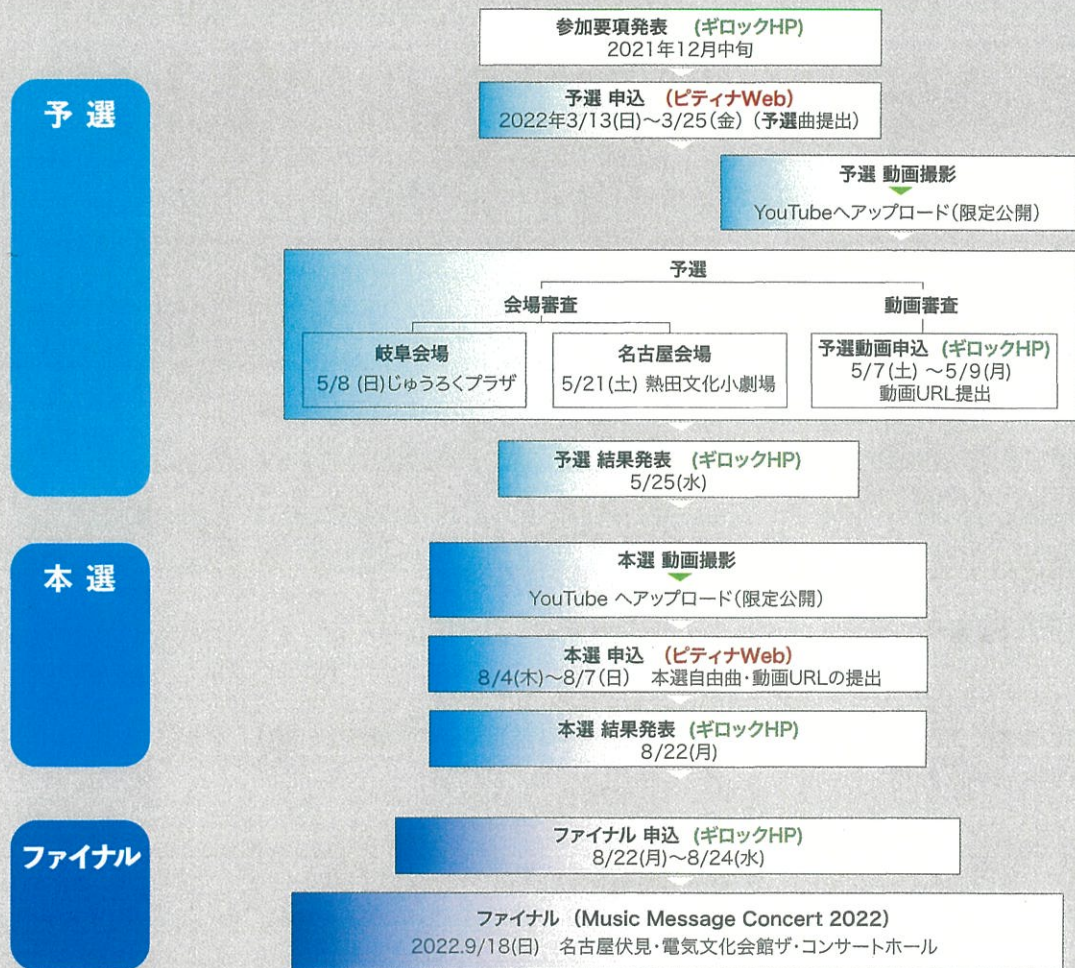 参加要項発表 (ギロックHP)
2021年12月中旬
予選
予選 申込 (ピティナWeb)
2022年3/13(日)～3/25(金) (予選曲提出)
予選 動画撮影
YouTubeへアップロード(限定公開)
予選
会場審査
動画審査
岐阜会場
5/8 (日)じゅうろくプラザ
名古屋会場
5/21(土) 熱田文化小劇場
予選動画申込 (ギロックHP)
5/7(土) ～5/9(月)
動画URL提出
予選 結果発表 (ギロックHP)
5/25(水)
本選
本選 動画撮影
YouTube へアップロード(限定公開)
本選 申込 (ピティナWeb)
8/4(木)～8/7(日) 本選自由曲・動画URLの提出
本選 結果発表 (ギロックHP)
8/22(月)
ファイナル
ファイナル 申込 (ギロックHP)
8/22(月)～8/24(水)
ファイナル (Music Message Concert 2022)
2022.9/18(日) 名古屋伏見・電気文化会館ザ・コンサートホール